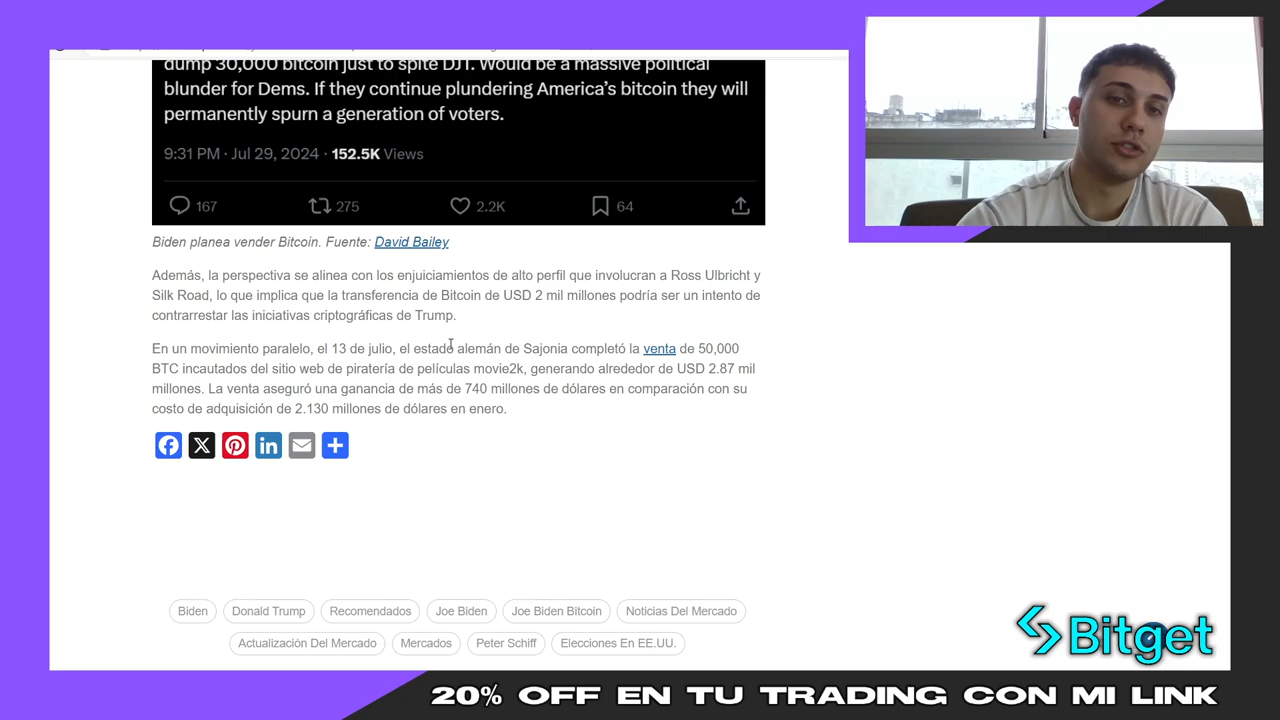 dump 30,000 bitcoin just to spite DJT. Would be a massive political
blunder for Dems. If they continue plundering America's bitcoin they will
permanently spurn a generation of voters.
9:31 PM · Jul 29, 2024 · 152.5K Views
167 275 2.2K 64
Biden planea vender Bitcoin. Fuente: David Bailey
Además, la perspectiva se alinea con los enjuiciamientos de alto perfil que involucran a Ross Ulbricht y
Silk Road, lo que implica que la transferencia de Bitcoin de USD 2 mil millones podría ser un intento de
contrarrestar las iniciativas criptográficas de Trump.
En un movimiento paralelo, el 13 de julio, el estado alemán de Sajonia completó la venta de 50,000
BTC incautados del sitio web de piratería de películas movie2k, generando alrededor de USD 2.87 mil
millones. La venta aseguró una ganancia de más de 740 millones de dólares en comparación con su
costo de adquisición de 2.130 millones de dólares en enero.
Biden Donald Trump Recomendados Joe Biden Joe Biden Bitcoin Noticias Del Mercado
Actualización Del Mercado Mercados Peter Schiff Elecciones En EE.UU.
Bitget
20% OFF EN TU TRADING CON MI LINK